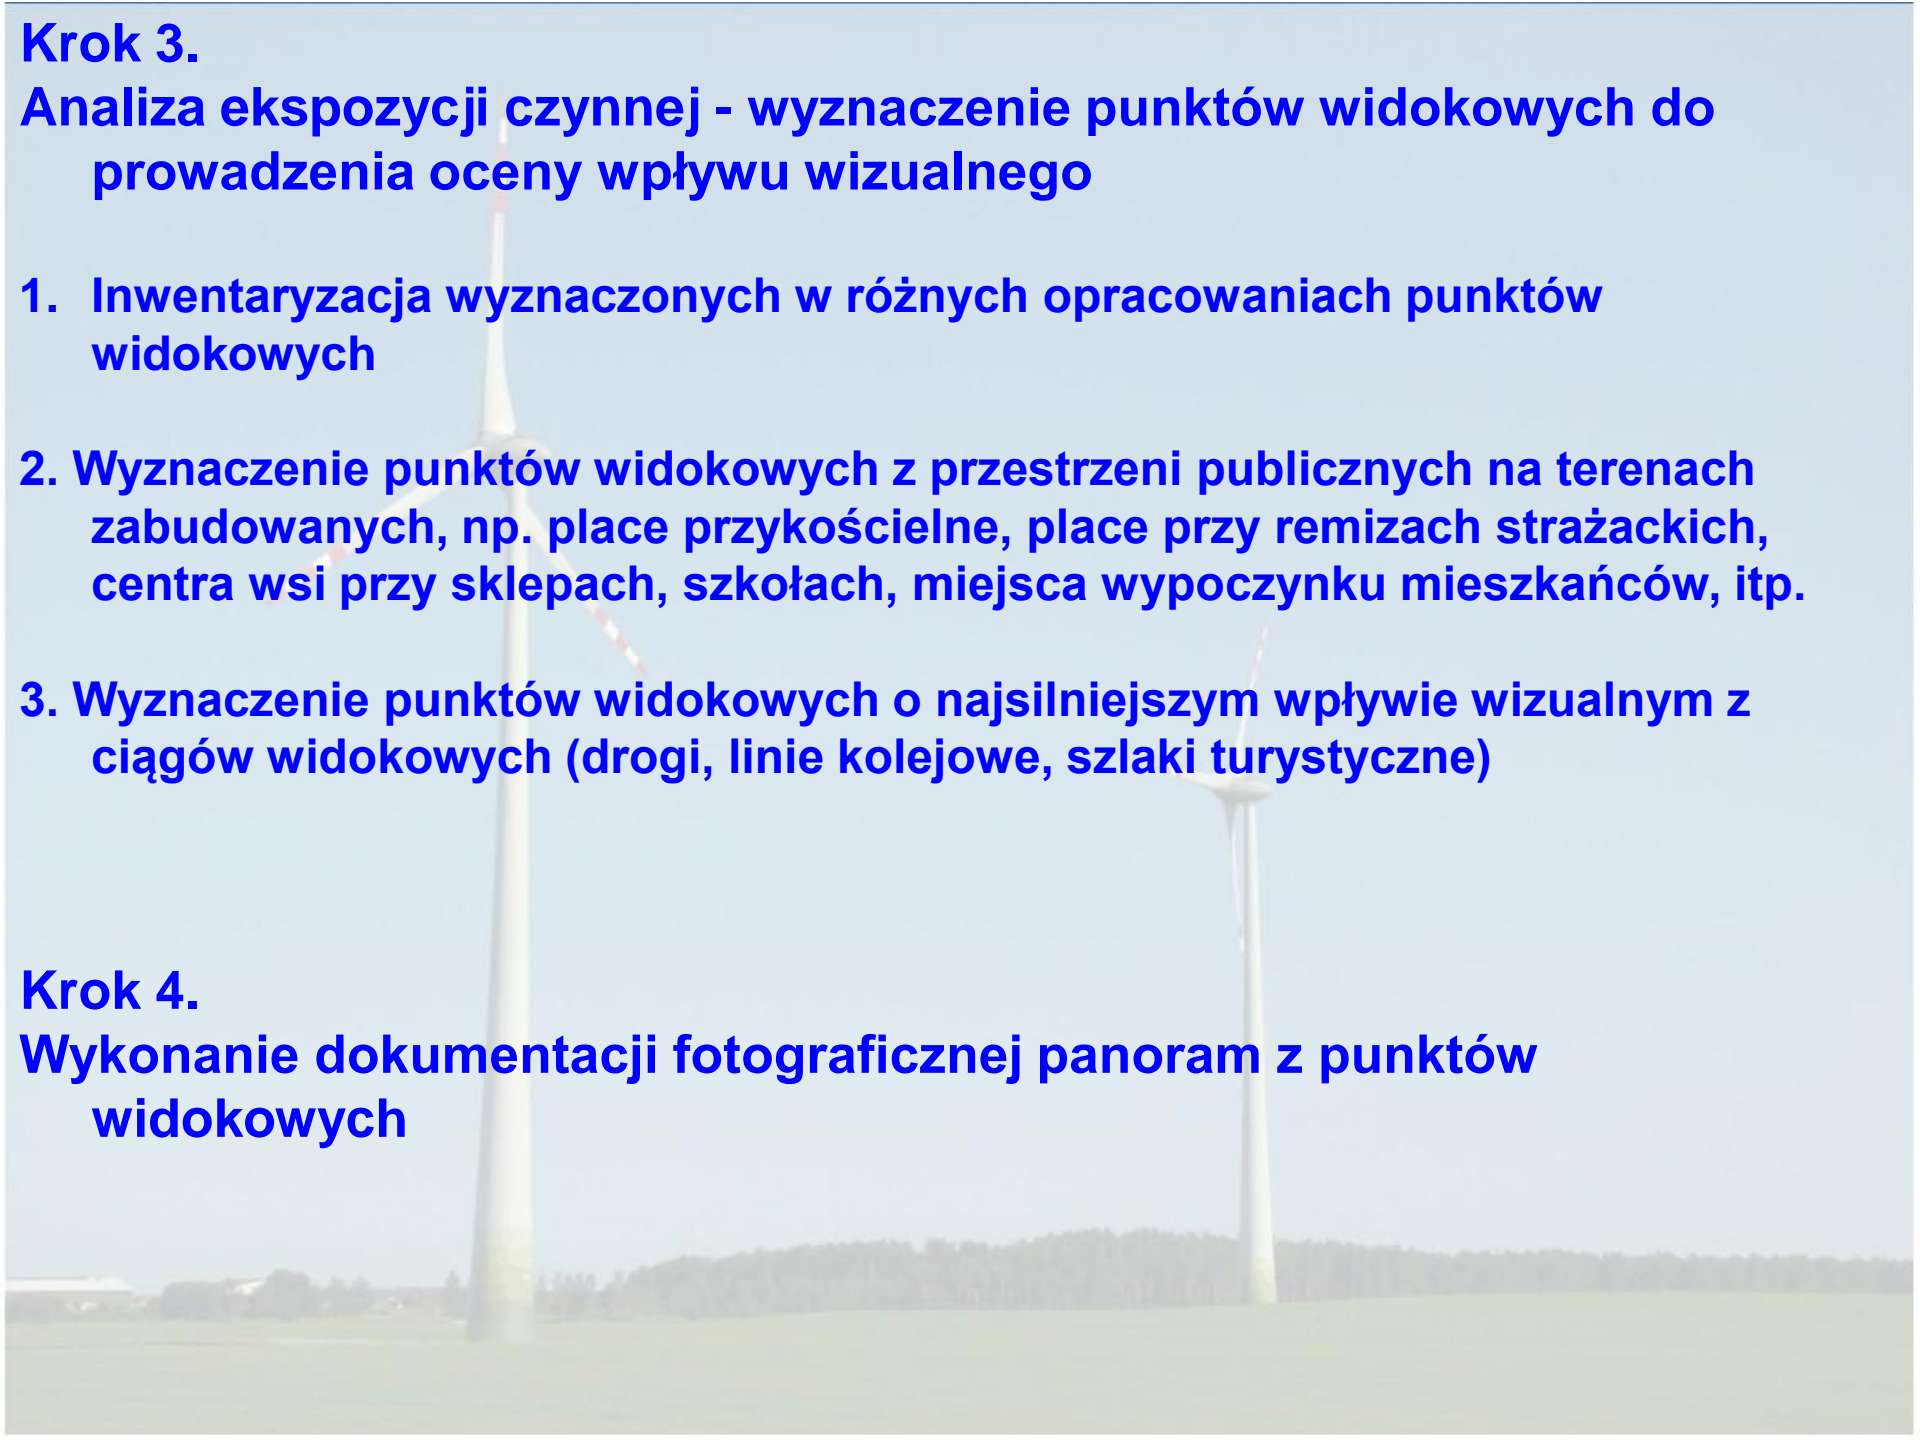 Krok 3.
Analiza ekspozycji czynnej - wyznaczenie punktów widokowych do
prowadzenia oceny wpływu wizualnego
1. Inwentaryzacja wyznaczonych w różnych opracowaniach punktów
widokowych
2. Wyznaczenie punktów widokowych z przestrzeni publicznych na terenach
zabudowanych, np. place przykościelne, place przy remizach strażackich,
centra wsi przy sklepach, szkołach, miejsca wypoczynku mieszkańców, itp.
3. Wyznaczenie punktów widokowych o najsilniejszym wpływie wizualnym z
ciągów widokowych (drogi, linie kolejowe, szlaki turystyczne)
Krok 4.
Wykonanie dokumentacji fotograficznej panoram z punktów
widokowych